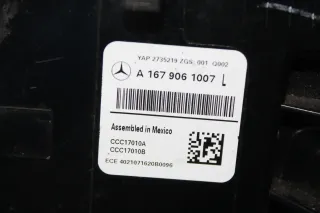 YAP 2735219 ZGS: 001 Q002
A 167 906 1007 L
Assembled in Mexico
CCC17010A
CCC17010B
ECE 4021071620B0096